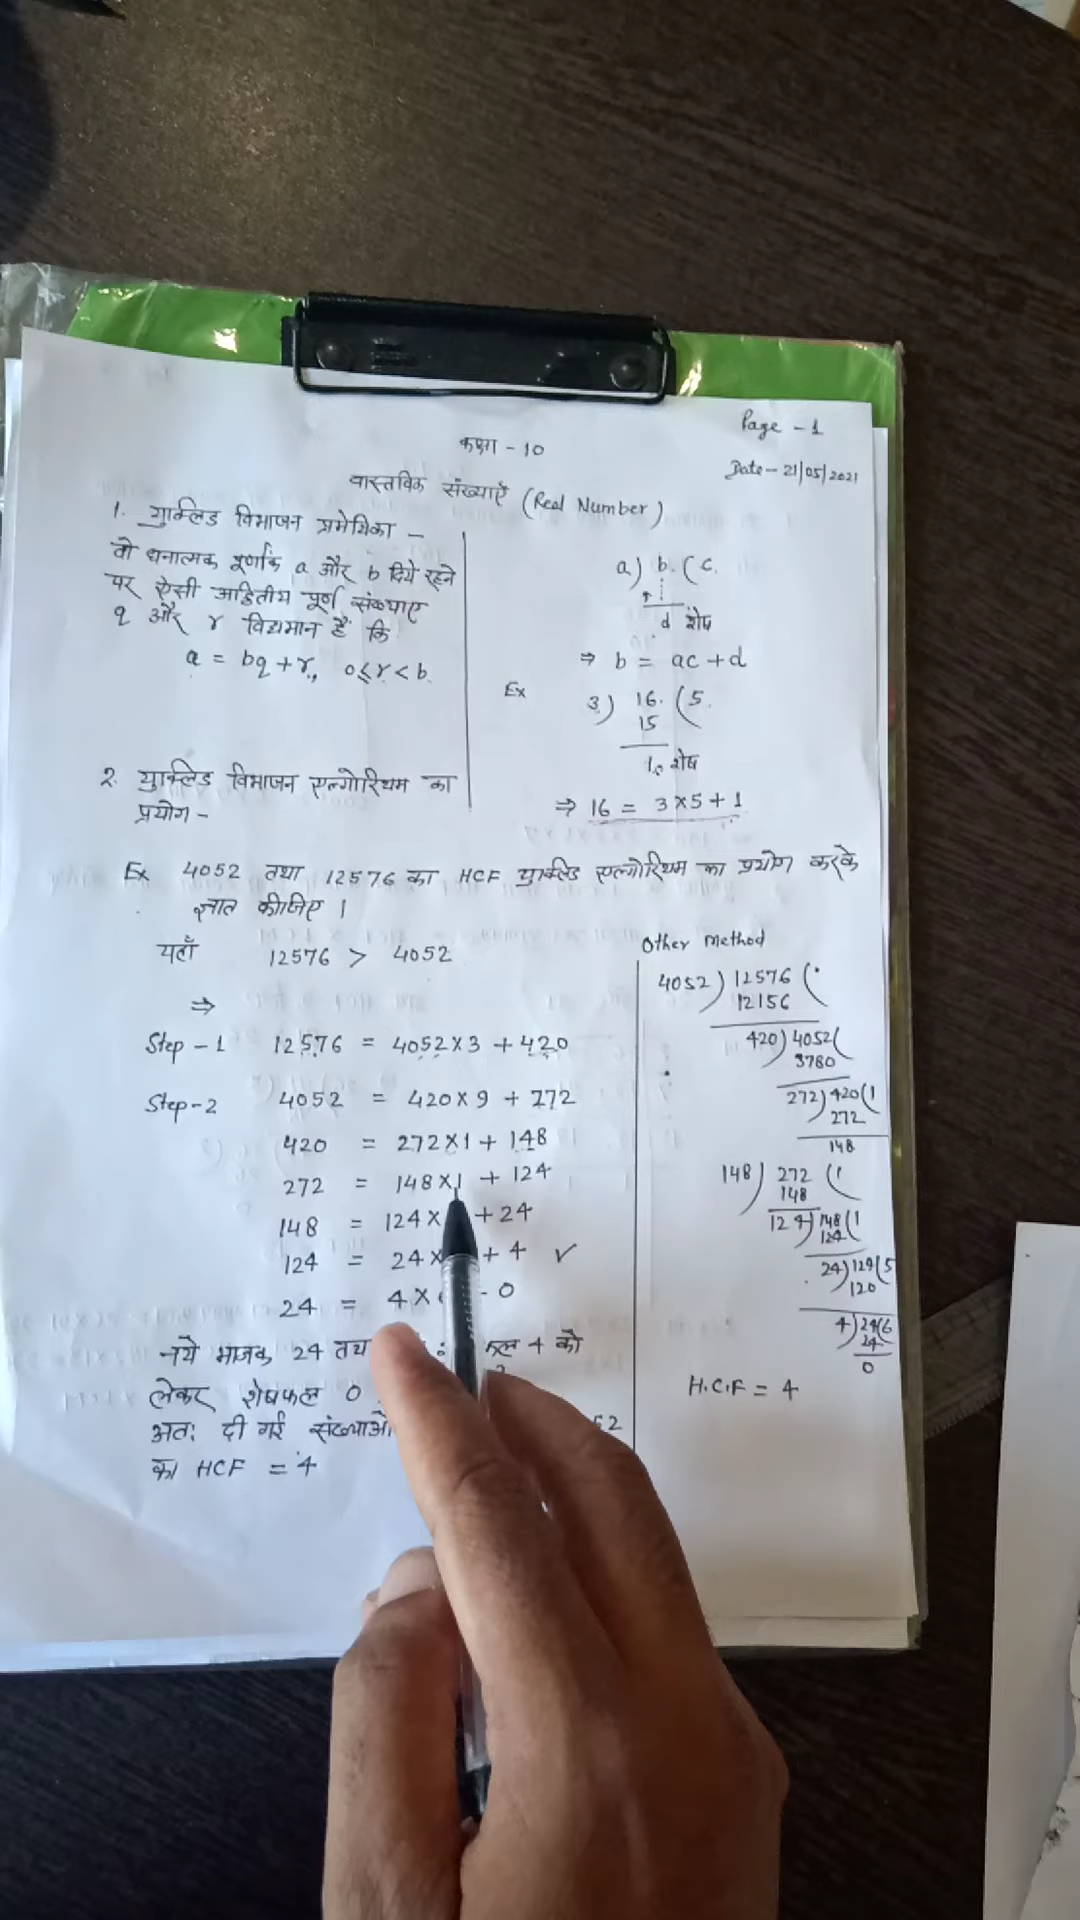 Page - 1
कक्षा - 10
Date - 21/05/2021
वास्तविक संख्याएँ (Real Number)
1. युक्लिड विभाजन प्रमेयिका -
दो धनात्मक पूर्णांक a और b दिये रहने
पर ऐसी अद्वितीय पूर्ण संख्याए
q और r विद्यमान हैं कि
a = bq + r, 0 ≤ r < b
a) b (c
d शेष
⇒ b = ac + d
Ex
3) 16 (5
15
1 शेष
⇒ 16 = 3×5+1
2. युक्लिड विभाजन एल्गोरिथम का
प्रयोग -
Ex 4052 तथा 12576 का HCF युक्लिड एल्गोरिथम का प्रयोग करके
ज्ञात कीजिए ।
यहाँ 12576 > 4052
⇒
Step-1 12576 = 4052×3 + 420
Step-2 4052 = 420×9 + 272
420 = 272×1 + 148
272 = 148×1 + 124
148 = 124× + 24
124 = 24× + 4 ✓
24 = 4× 0
नये भाजक 24 4 को
लेकर शेषफल 0
अतः दी गई संख्याओ 52
का HCF = 4
Other Method
4052) 12576 (
12156
420) 4052 (
3780
272) 420 (1
272
148
148) 272 (1
148
124) 148 (1
124
24) 124 (5
120
4) 24 (6
24
0
H.C.F = 4